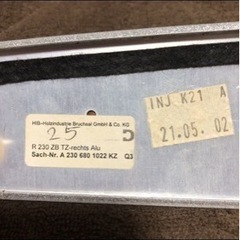 HIB-Holzindustrie Bruchsal GmbH & Co. KG
25
D
R 230 ZB TZ-rechts Alu
Sach-Nr. A 230 680 1022 KZ Q3
INJ K21 A
21.05.02